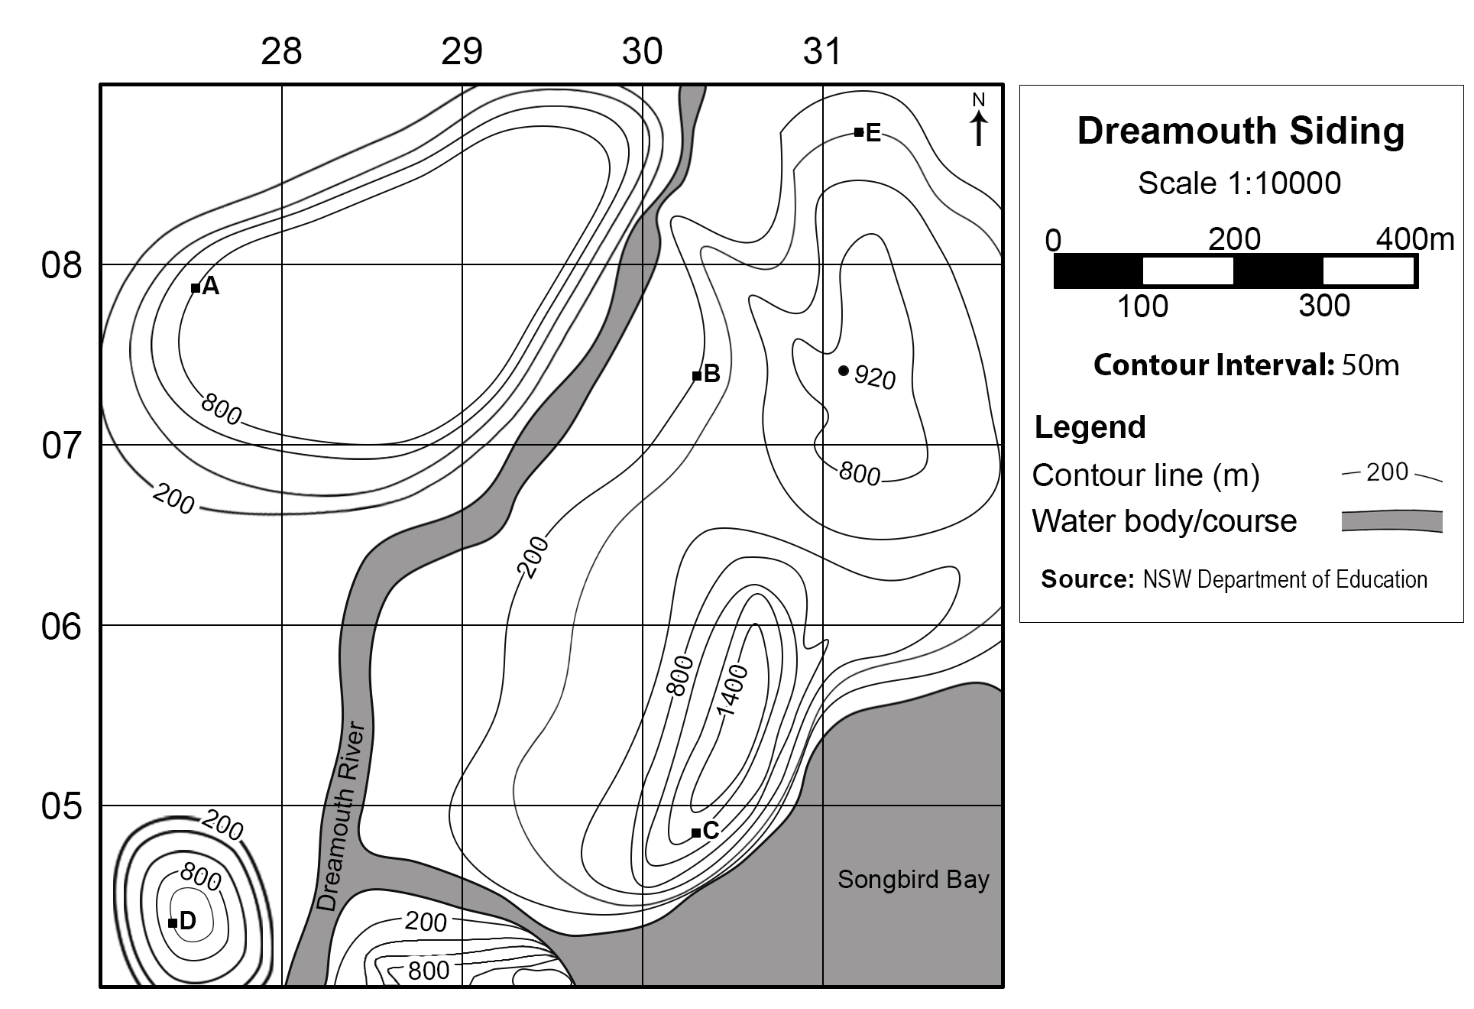 28 29 30 31
N
E
Dreamouth Siding
Scale 1:10000
0 200 400m
100 300
Contour Interval: 50m
Legend
Contour line (m) 200
Water body/course
Source: NSW Department of Education
08
A
B
920
800
07
800
200
200
06
800
1400
Dreamouth River
05
C
200
800
D
Songbird Bay
200
800